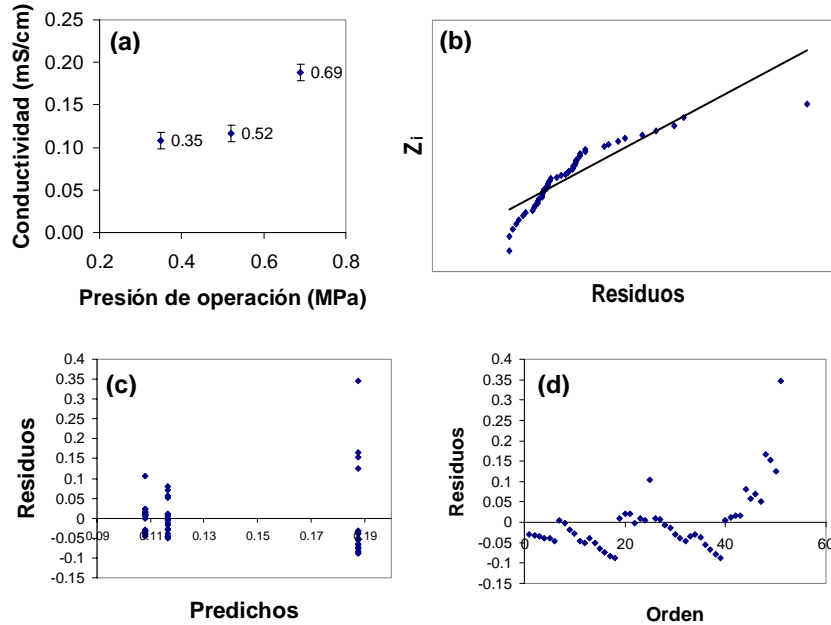 (a)
Conductividad (mS/cm)
0.25
0.20
0.15
0.10
0.05
0.00
0.35
0.52
0.69
0.2 0.4 0.6 0.8
Presión de operación (MPa)
(b)
Zi
Residuos
(c)
Residuos
0.4
0.35
0.3
0.25
0.2
0.15
0.1
0.05
0
-0.05
-0.1
-0.15
0.09 0.11 0.13 0.15 0.17 0.19
Predichos
(d)
Residuos
0.4
0.35
0.3
0.25
0.2
0.15
0.1
0.05
0
-0.05
-0.1
-0.15
0 20 40 60
Orden